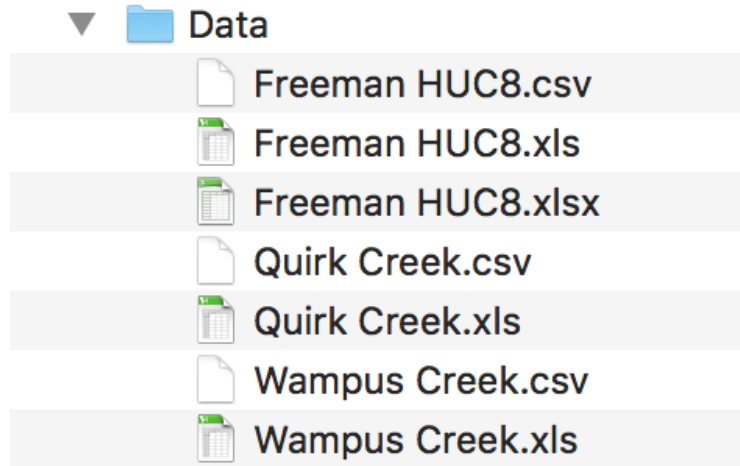 Data
Freeman HUC8.csv
Freeman HUC8.xls
Freeman HUC8.xlsx
Quirk Creek.csv
Quirk Creek.xls
Wampus Creek.csv
Wampus Creek.xls